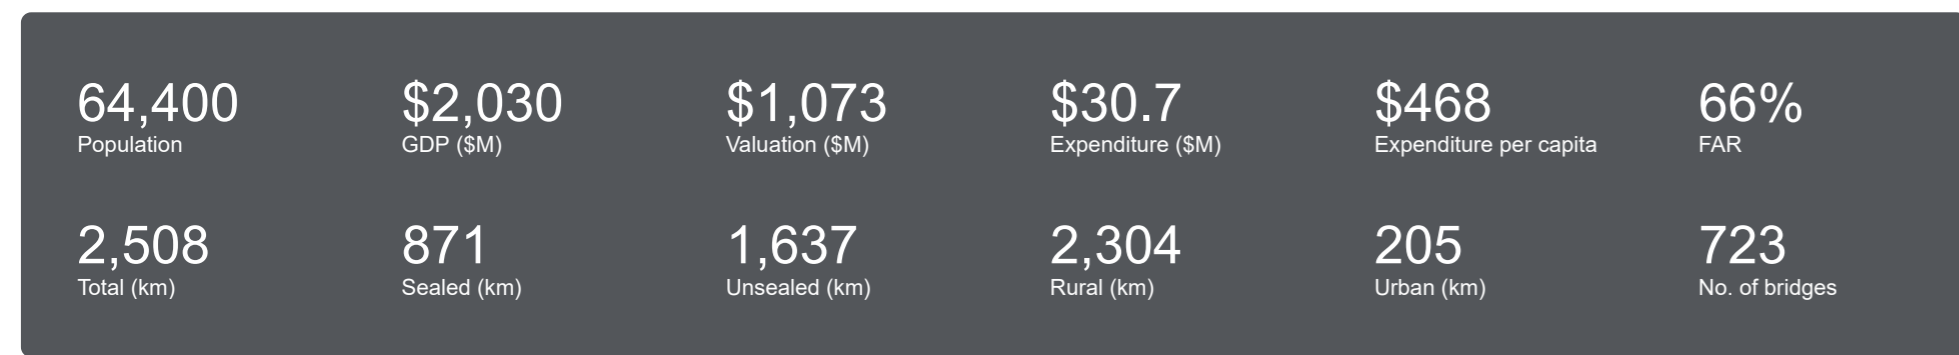 64,400 $2,030 $1,073 $30.7 $468 66%
Population GDP ($M) Valuation ($M) Expenditure ($M) Expenditure per capita FAR
2,508 871 1,637 2,304 205 723
Total (km) Sealed (km) Unsealed (km) Rural (km) Urban (km) No. of bridges